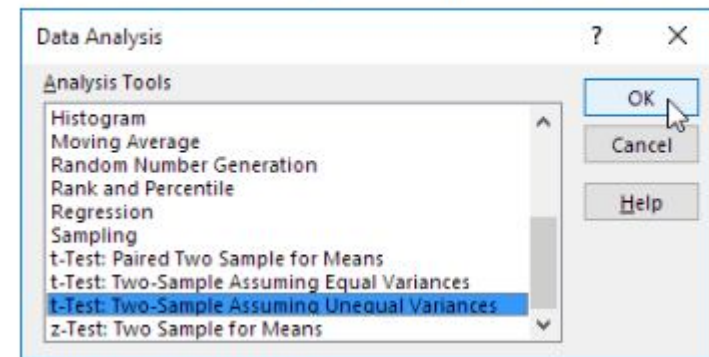 Data Analysis ? ×
Analysis Tools
Histogram
Moving Average
Random Number Generation
Rank and Percentile
Regression
Sampling
t-Test: Paired Two Sample for Means
t-Test: Two-Sample Assuming Equal Variances
t-Test: Two-Sample Assuming Unequal Variances
z-Test: Two Sample for Means
OK
Cancel
Help